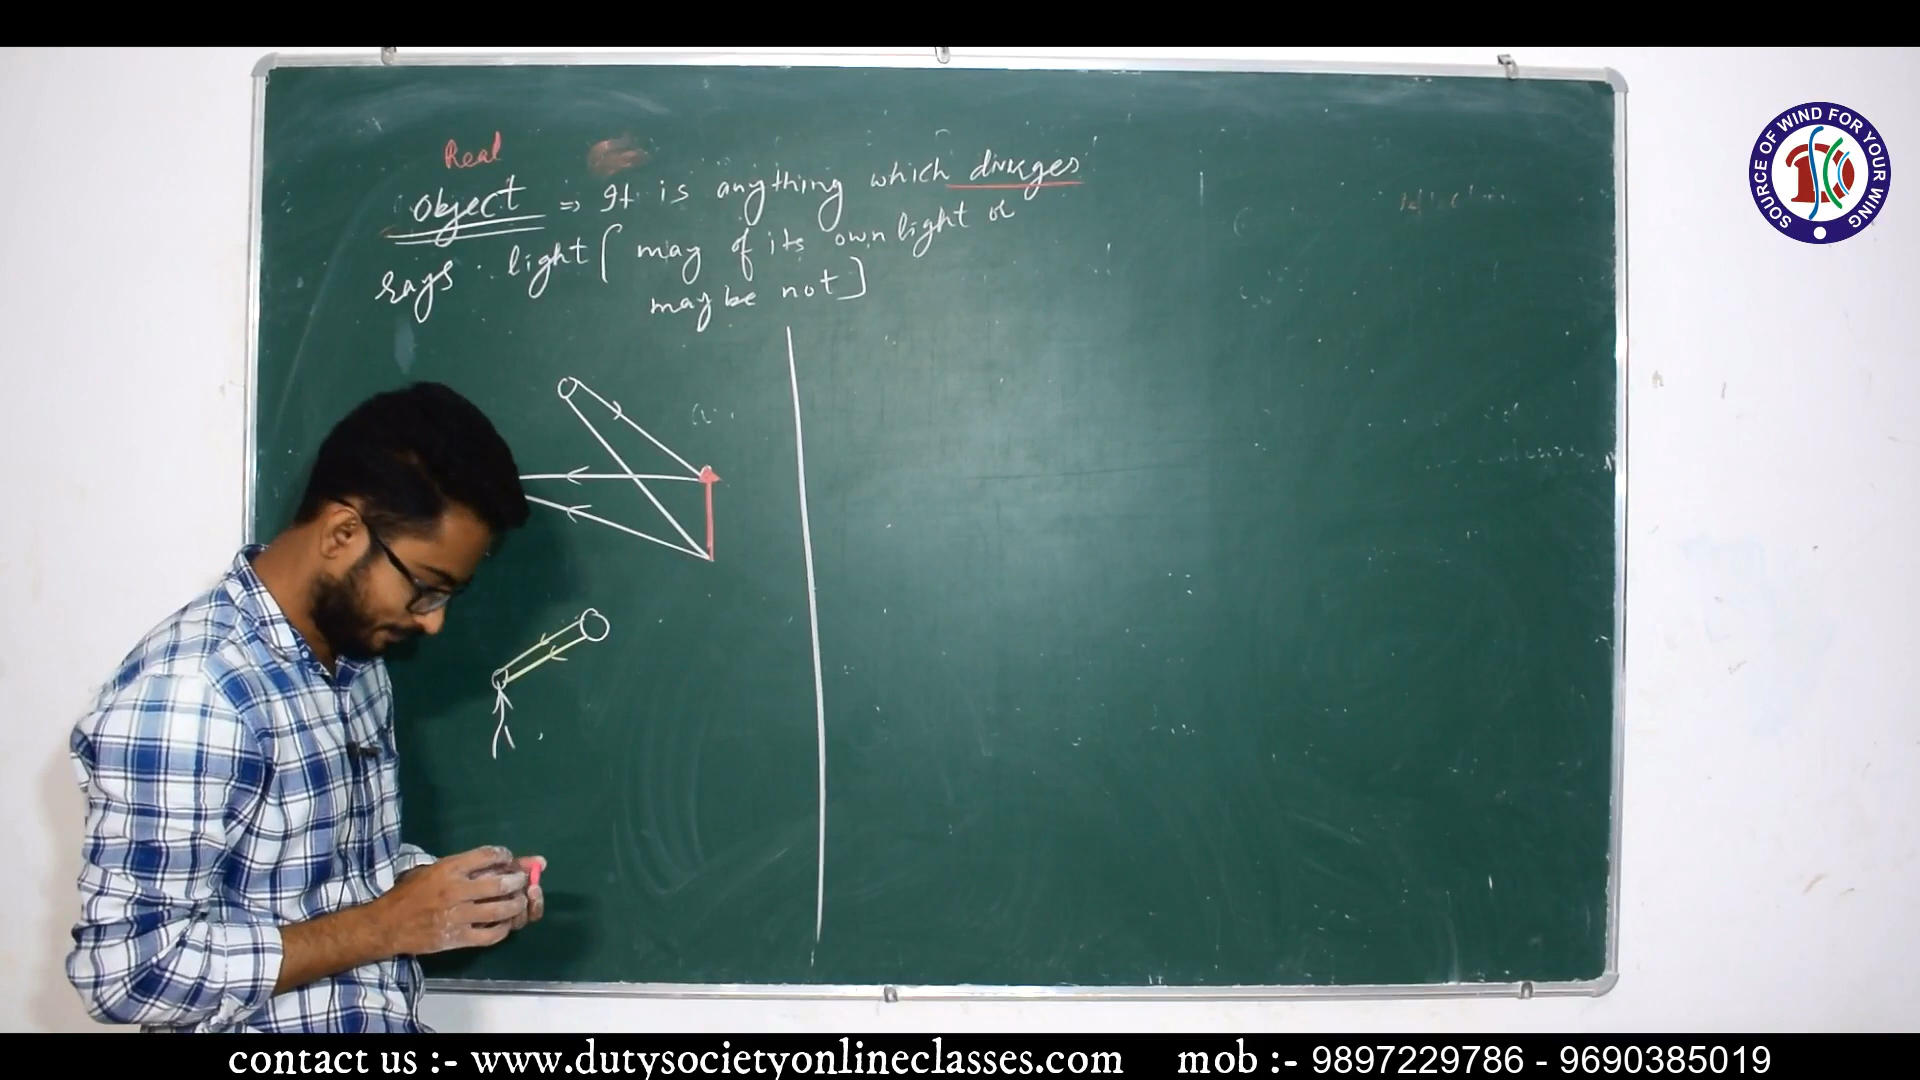 Real
Object ⇒ It is anything which diverges
rays . light [ may of its own light or
may be not ]
SOURCE OF WIND FOR YOUR WING
contact us :- www.dutysocietyonlineclasses.com mob :- 9897229786 - 9690385019